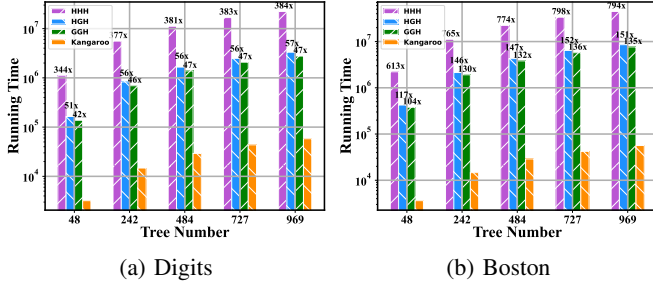 HHH
HGH
GGH
Kangaroo
344x
51x
42x
377x
56x
46x
381x
56x
47x
383x
56x
47x
384x
57x
47x
Running Time
10^7
10^6
10^5
10^4
48
242
484
727
969
Tree Number
(a) Digits
HHH
HGH
GGH
Kangaroo
613x
117x
104x
765x
146x
130x
774x
147x
132x
798x
152x
136x
794x
151x
135x
Running Time
10^7
10^6
10^5
10^4
48
242
484
727
969
Tree Number
(b) Boston